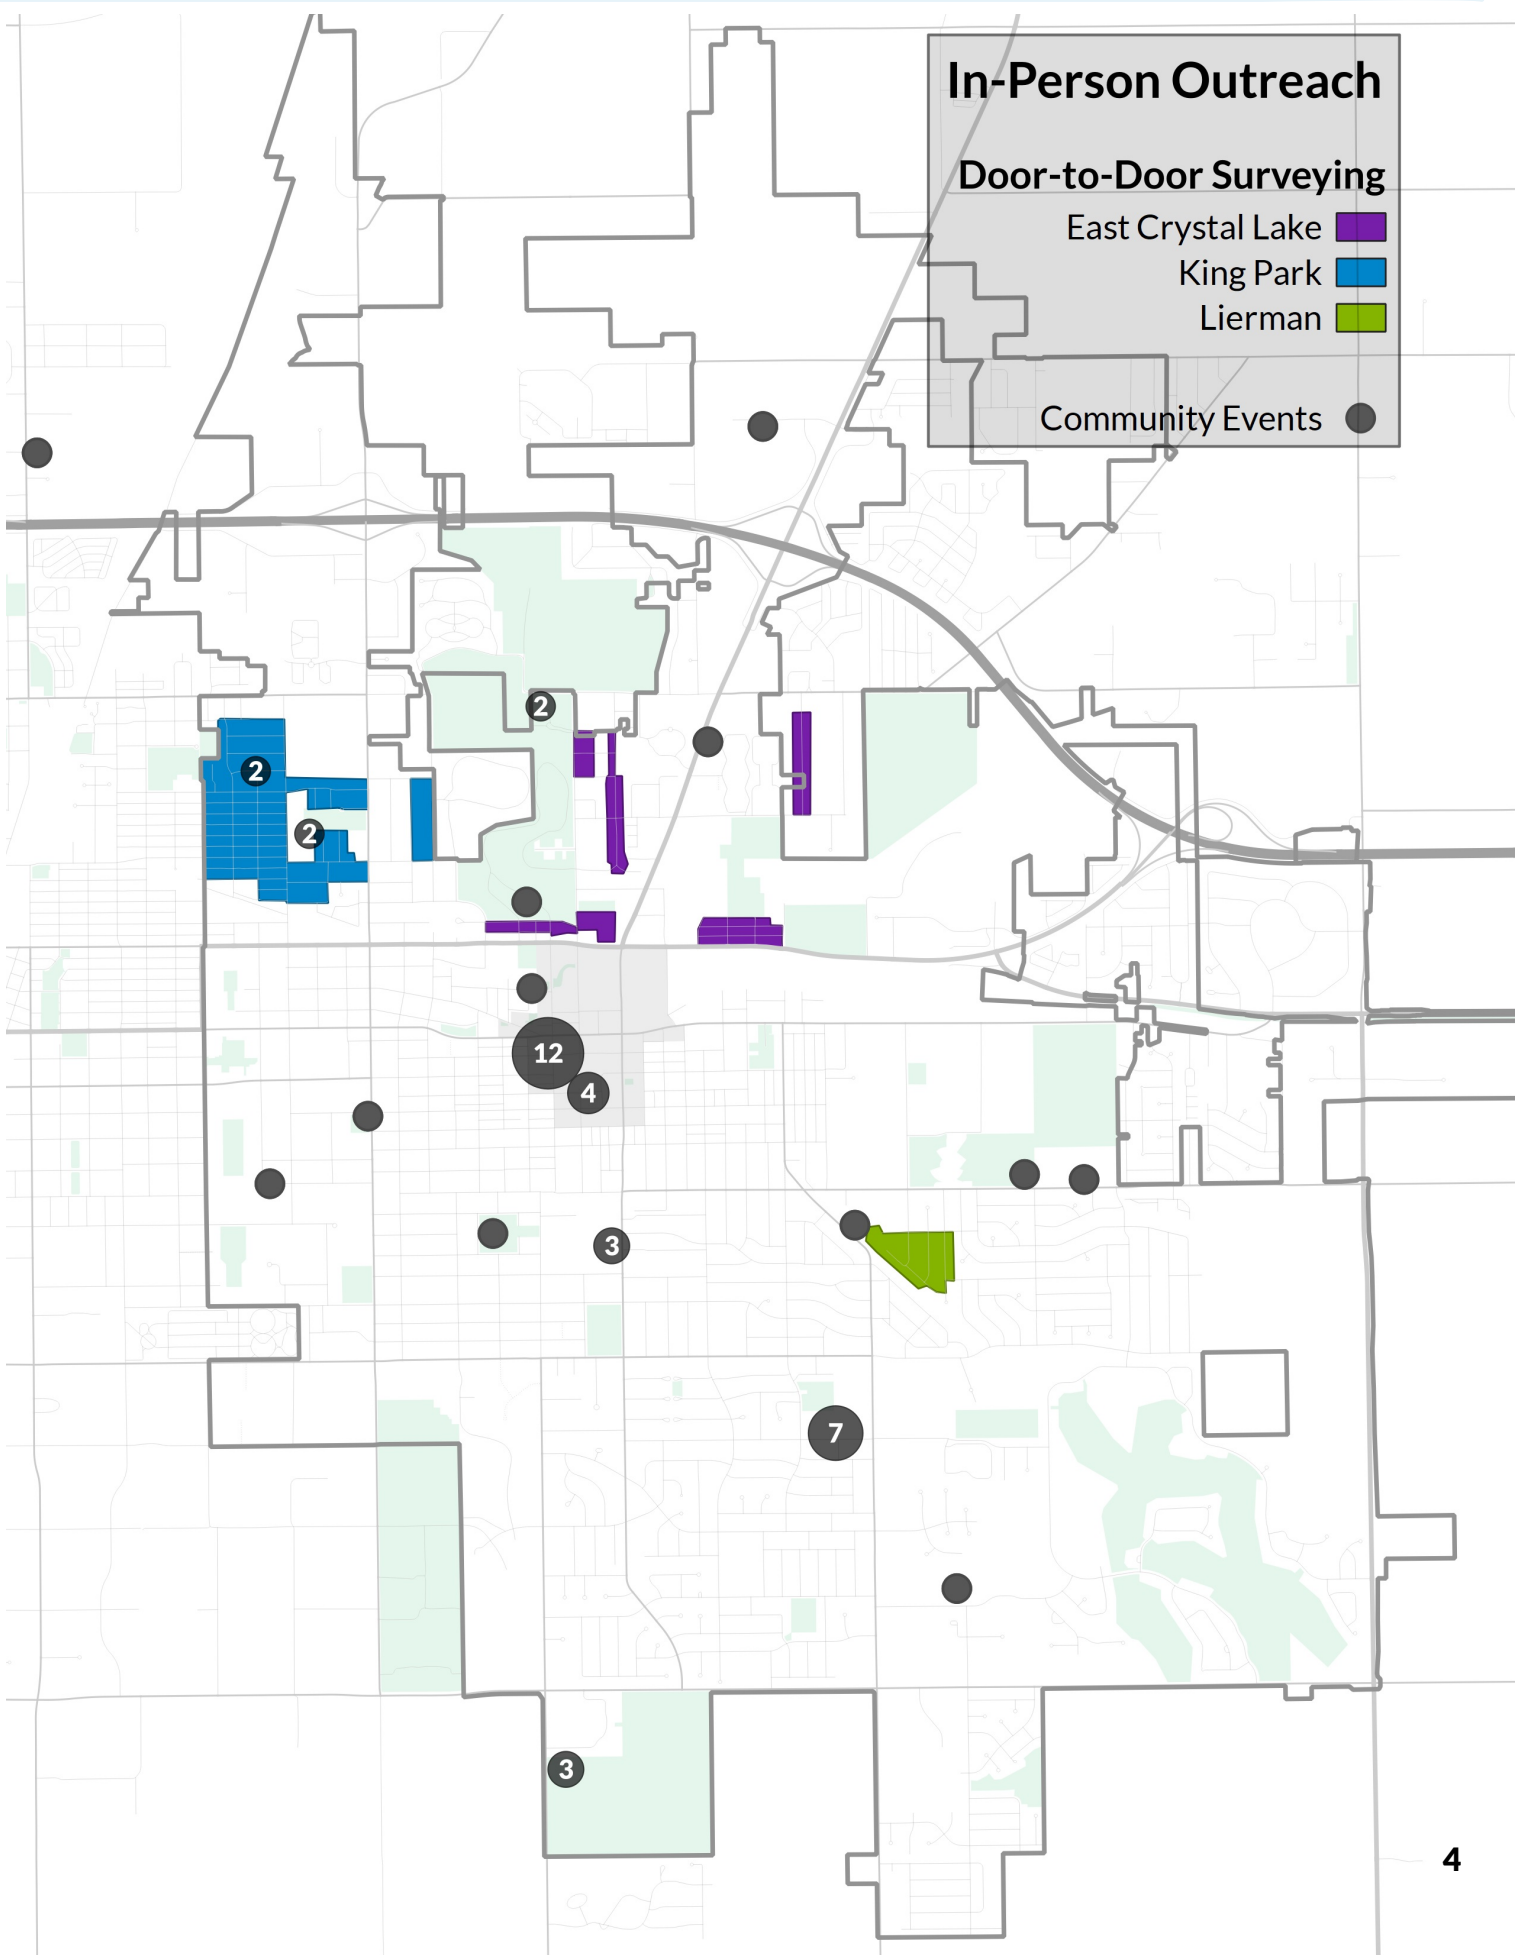 In-Person Outreach
Door-to-Door Surveying
East Crystal Lake
King Park
Lierman
Community Events
2
2
2
12
4
3
7
3
4